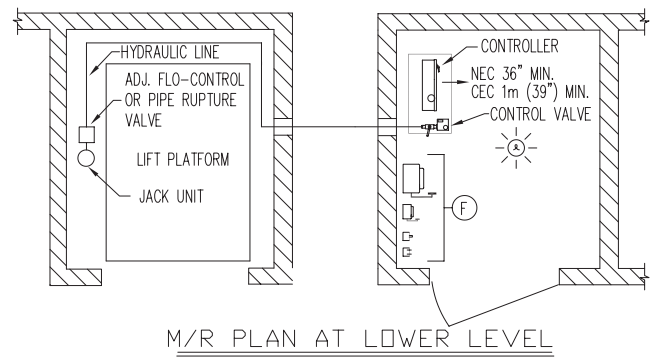 HYDRAULIC LINE
ADJ. FLO-CONTROL
OR PIPE RUPTURE
VALVE
LIFT PLATFORM
JACK UNIT
CONTROLLER
NEC 36" MIN.
CEC 1m (39") MIN.
CONTROL VALVE
F
M/R PLAN AT LOWER LEVEL